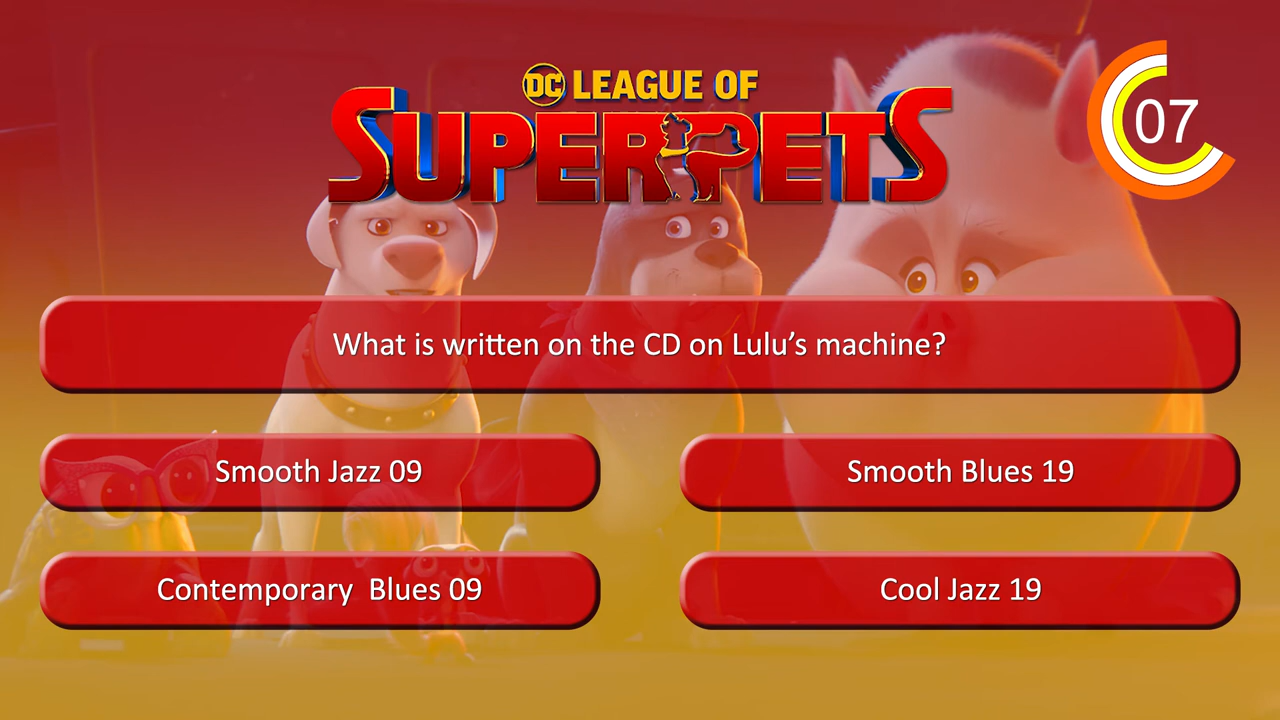 DC LEAGUE OF
SUPERPETS
07
What is written on the CD on Lulu’s machine?
Smooth Jazz 09
Smooth Blues 19
Contemporary  Blues 09
Cool Jazz 19